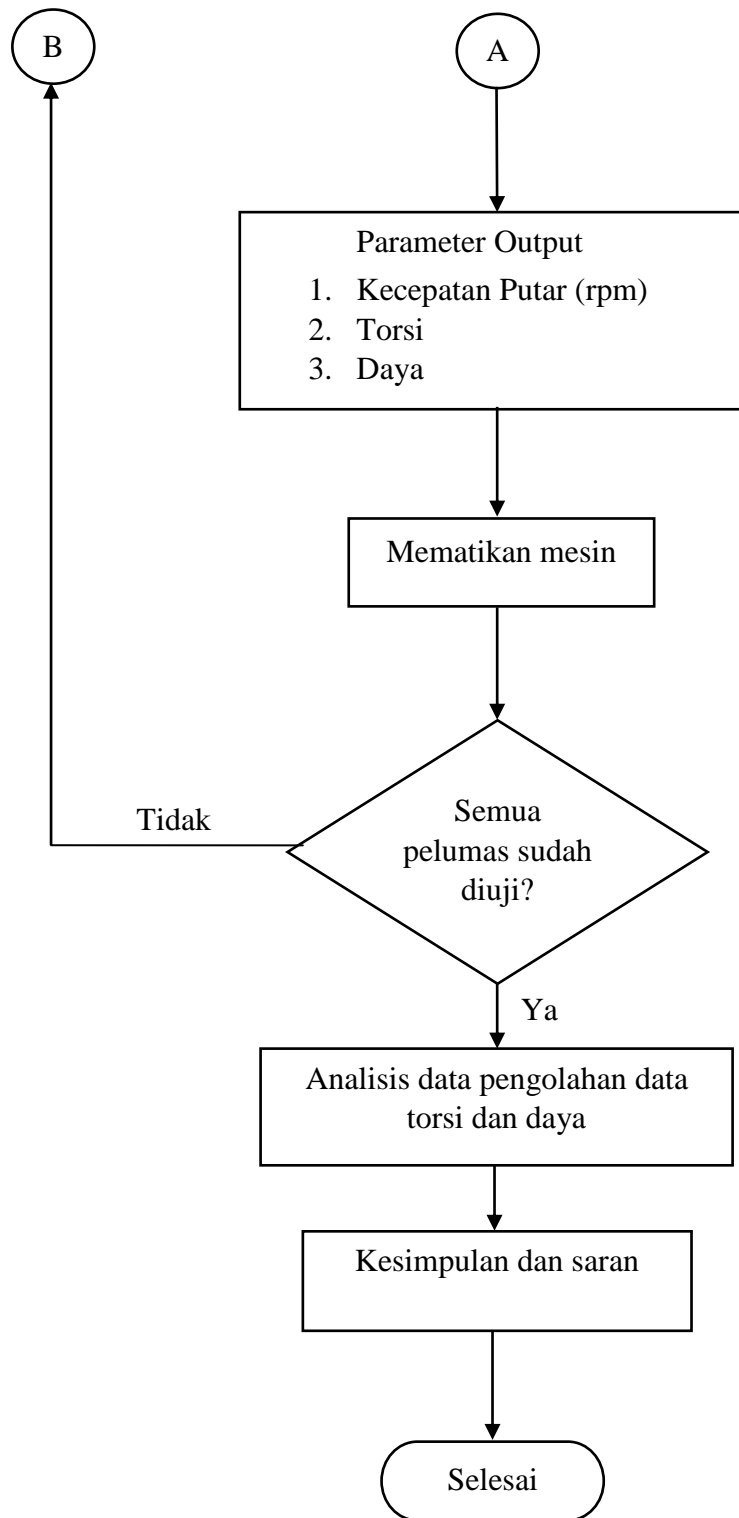 B
A
Parameter Output
1. Kecepatan Putar (rpm)
2. Torsi
3. Daya
Mematikan mesin
Semua
pelumas sudah
diuji?
Tidak
Ya
Analisis data pengolahan data
torsi dan daya
Kesimpulan dan saran
Selesai